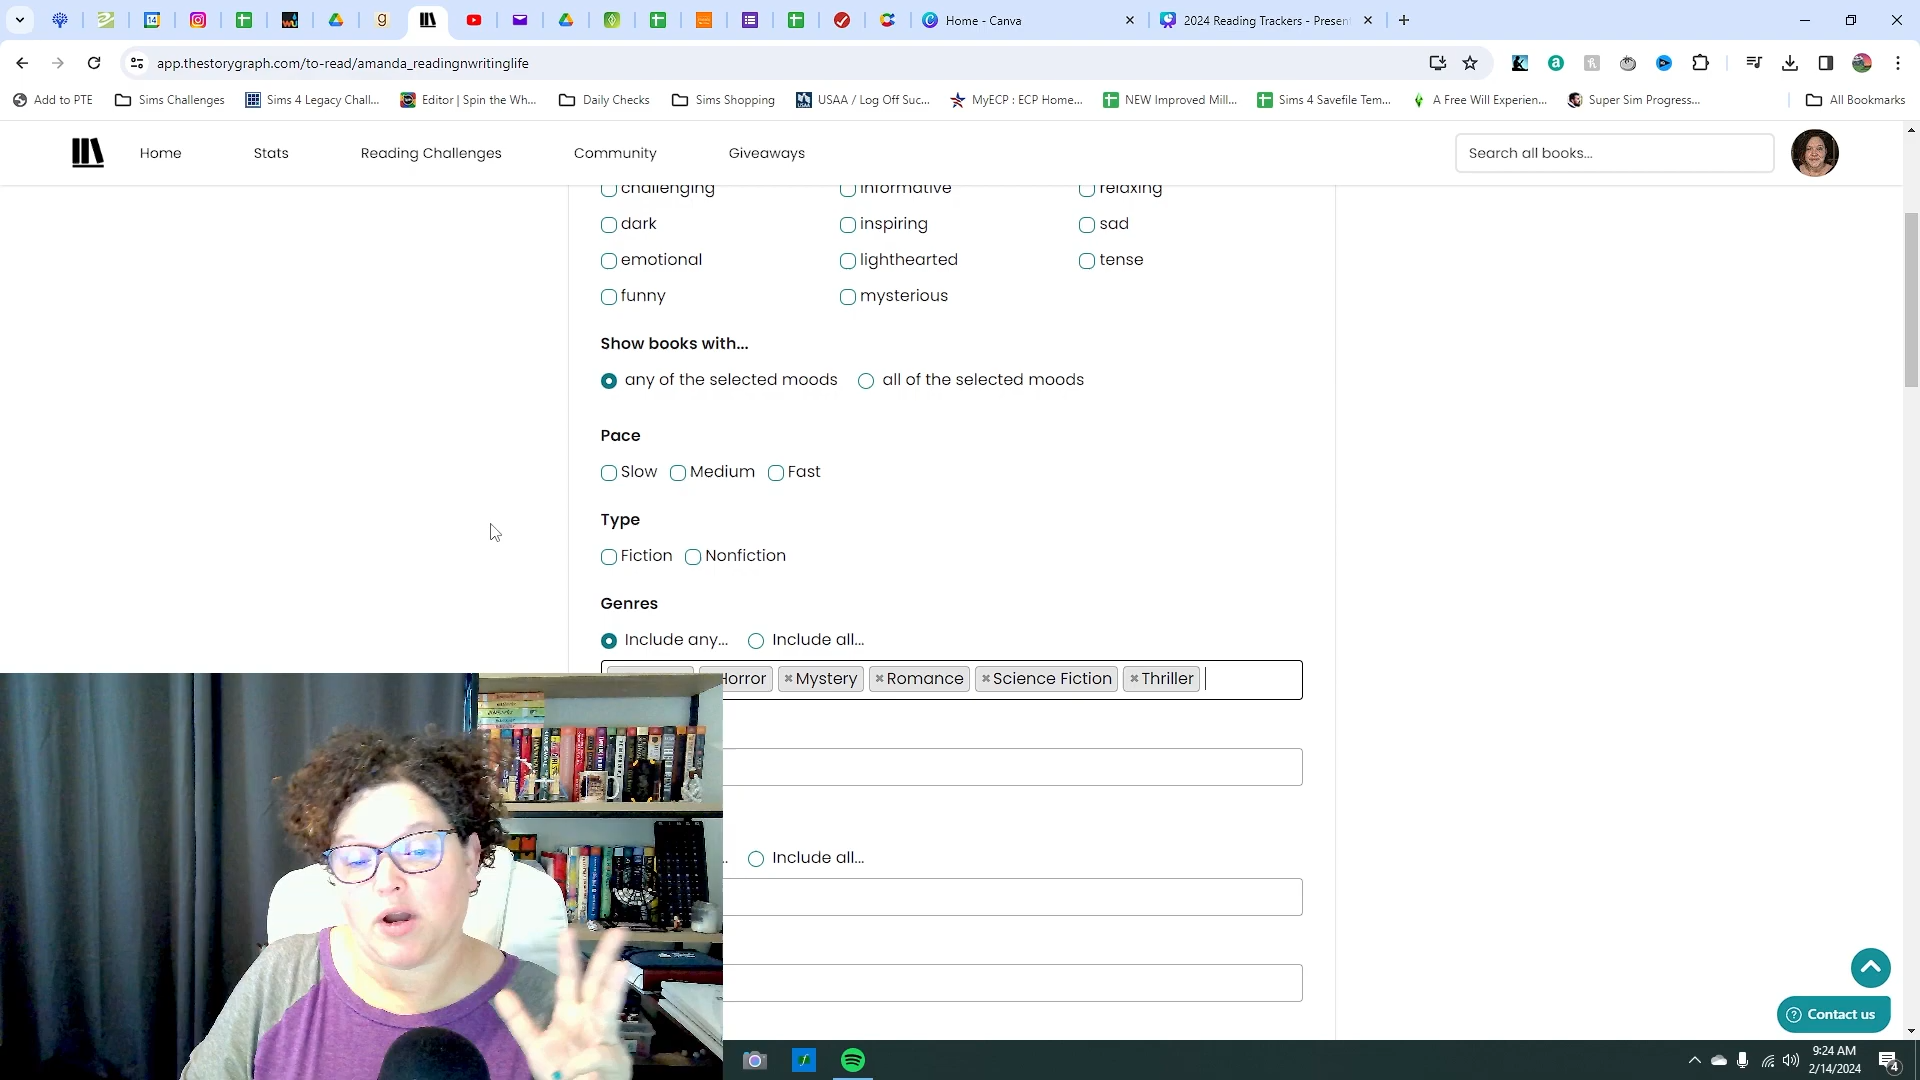 Home - Canva
2024 Reading Trackers - Presen
app.thestorygraph.com/to-read/amanda_readingnwritinglife
Add to PTE
Sims Challenges
Sims 4 Legacy Chall...
Editor | Spin the Wh...
Daily Checks
Sims Shopping
USAA / Log Off Suc...
MyECP : ECP Home...
NEW Improved Mill...
Sims 4 Savefile Tem...
A Free Will Experien...
Super Sim Progress...
All Bookmarks
Home
Stats
Reading Challenges
Community
Giveaways
Search all books...
challenging
informative
relaxing
dark
inspiring
sad
emotional
lighthearted
tense
funny
mysterious
Show books with...
any of the selected moods
all of the selected moods
Pace
Slow
Medium
Fast
Type
Fiction
Nonfiction
Genres
Include any...
Include all...
Horror
× Mystery
× Romance
× Science Fiction
× Thriller
Include all...
Contact us
9:24 AM
2/14/2024
4